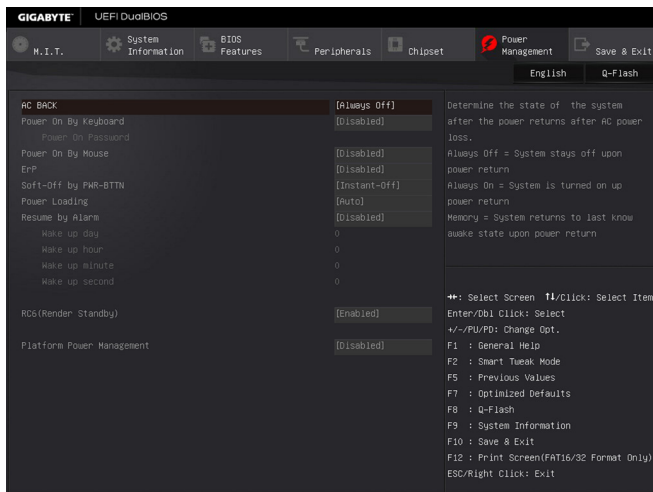 GIGABYTE™ UEFI DualBIOS
M.I.T. System Information BIOS Features Peripherals Chipset Power Management Save & Exit
English Q-Flash
AC BACK [Always Off]
Power On By Keyboard [Disabled]
Power On Password
Power On By Mouse [Disabled]
ErP [Disabled]
Soft-Off by PWR-BTTN [Instant-Off]
Power Loading [Auto]
Resume by Alarm [Disabled]
Wake up day 0
Wake up hour 0
Wake up minute 0
Wake up second 0
RC6(Render Standby) [Enabled]
Platform Power Management [Disabled]
Determine the state of the system
after the power returns after AC power
loss.
Always Off = System stays off upon
power return
Always On = System is turned on up
power return
Memory = System returns to last know
awake state upon power return
→←: Select Screen ↑↓/Click: Select Item
Enter/Dbl Click: Select
+/-/PU/PD: Change Opt.
F1 : General Help
F2 : Smart Tweak Mode
F5 : Previous Values
F7 : Optimized Defaults
F8 : Q-Flash
F9 : System Information
F10 : Save & Exit
F12 : Print Screen(FAT16/32 Format Only)
ESC/Right Click: Exit